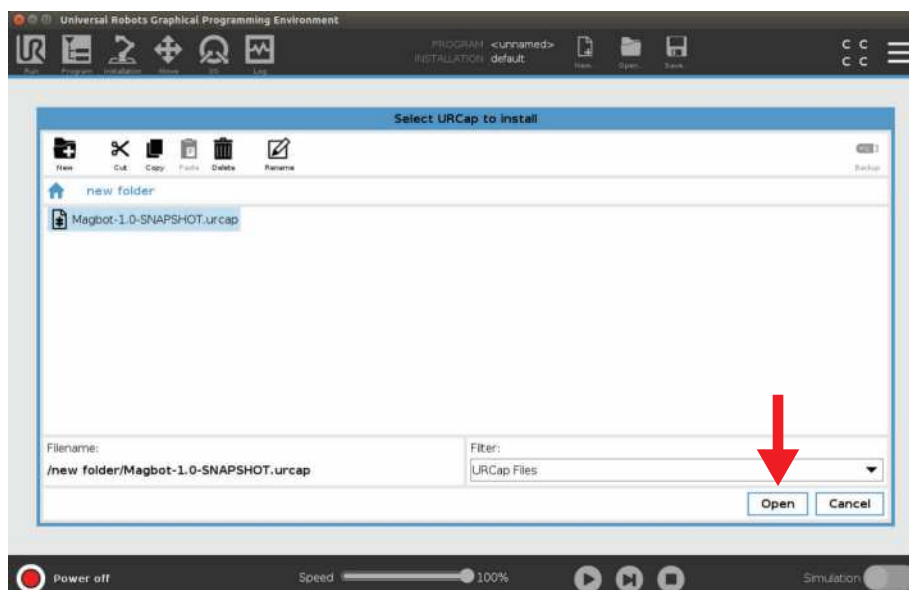 Universal Robots Graphical Programming Environment
PROGRAM <unnamed>
INSTALLATION default
C C
C C
Run Program Installation Move I/O Log New... Open... Save...
Select URCap to install
New Cut Copy Paste Delete Rename Backup
new folder
Magbot-1.0-SNAPSHOT.urcap
Filename: Filter:
/new folder/Magbot-1.0-SNAPSHOT.urcap URCap Files
Open Cancel
Power off Speed 100% Simulation